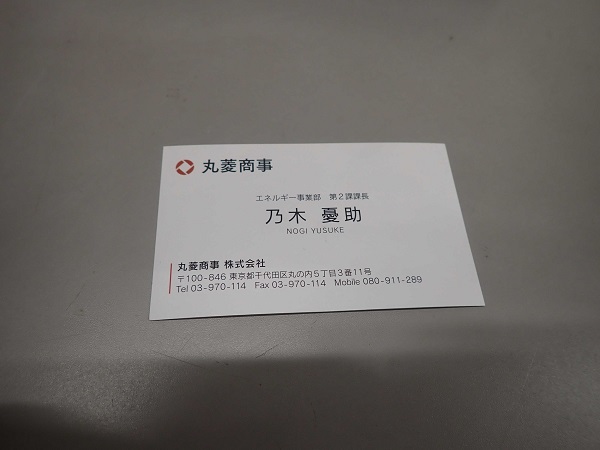 丸菱商事
エネルギー事業部 第2課課長
乃木 憂助
NOGI YUSUKE
丸菱商事 株式会社
〒100-846 東京都千代田区丸の内5丁目3番11号
Tel 03-970-114 Fax 03-970-114 Mobile 080-911-289